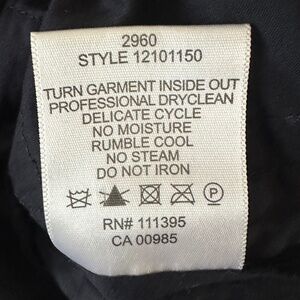 2960
STYLE 12101150
TURN GARMENT INSIDE OUT
PROFESSIONAL DRYCLEAN
DELICATE CYCLE
NO MOISTURE
RUMBLE COOL
NO STEAM
DO NOT IRON
P
RN# 111395
CA 00985